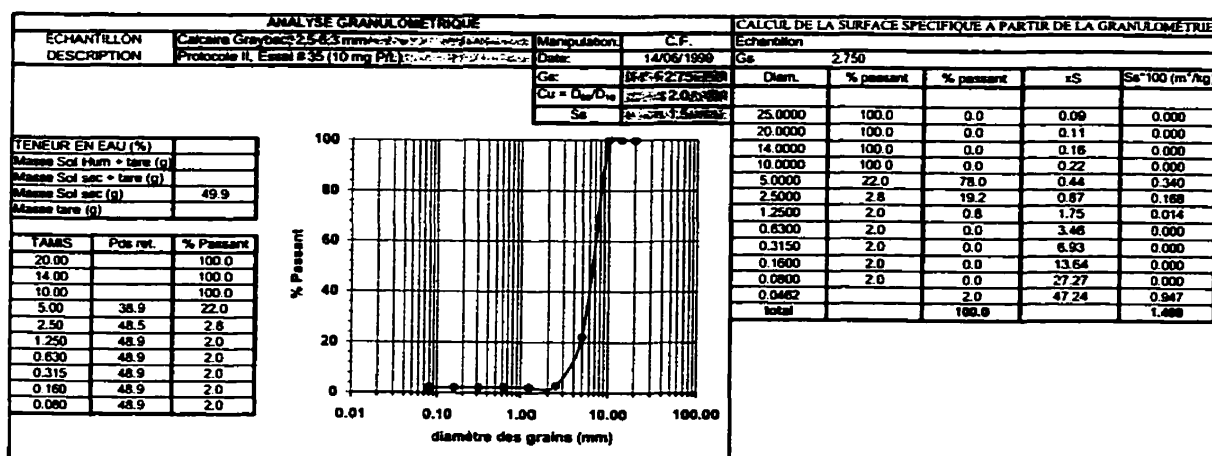 ANALYSE GRANULOMETRIQUE
ECHANTILLON Calcaire Graybec 2.5-6.3 mm Manipulation: C.F.
DESCRIPTION Protocole II, Essai #35 (10 mg P/L) Date: 14/06/1999
Gs: 2.75
Cu = D60/D10 2.0
Ss 1.5
TENEUR EN EAU (%)
Masse Sol Hum + tare (g)
Masse Sol sec + tare (g)
Masse Sol sec (g) 49.9
Masse tare (g)
TAMIS Pds ret. % Passant
20.00 100.0
14.00 100.0
10.00 100.0
5.00 38.9 22.0
2.50 48.5 2.8
1.250 48.9 2.0
0.630 48.9 2.0
0.315 48.9 2.0
0.160 48.9 2.0
0.080 48.9 2.0
% Passant
100
80
60
40
20
0
0.01 0.10 1.00 10.00 100.00
diamètre des grains (mm)
CALCUL DE LA SURFACE SPECIFIQUE A PARTIR DE LA GRANULOMÉTRIE
Echantillon
Gs 2.750
Diam. % passant % passant xS Ss*100 (m²/kg)
25.0000 100.0 0.0 0.09 0.000
20.0000 100.0 0.0 0.11 0.000
14.0000 100.0 0.0 0.16 0.000
10.0000 100.0 0.0 0.22 0.000
5.0000 22.0 78.0 0.44 0.340
2.5000 2.8 19.2 0.87 0.168
1.2500 2.0 0.8 1.75 0.014
0.6300 2.0 0.0 3.46 0.000
0.3150 2.0 0.0 6.93 0.000
0.1600 2.0 0.0 13.64 0.000
0.0800 2.0 0.0 27.27 0.000
0.0462 2.0 47.24 0.947
total 100.0